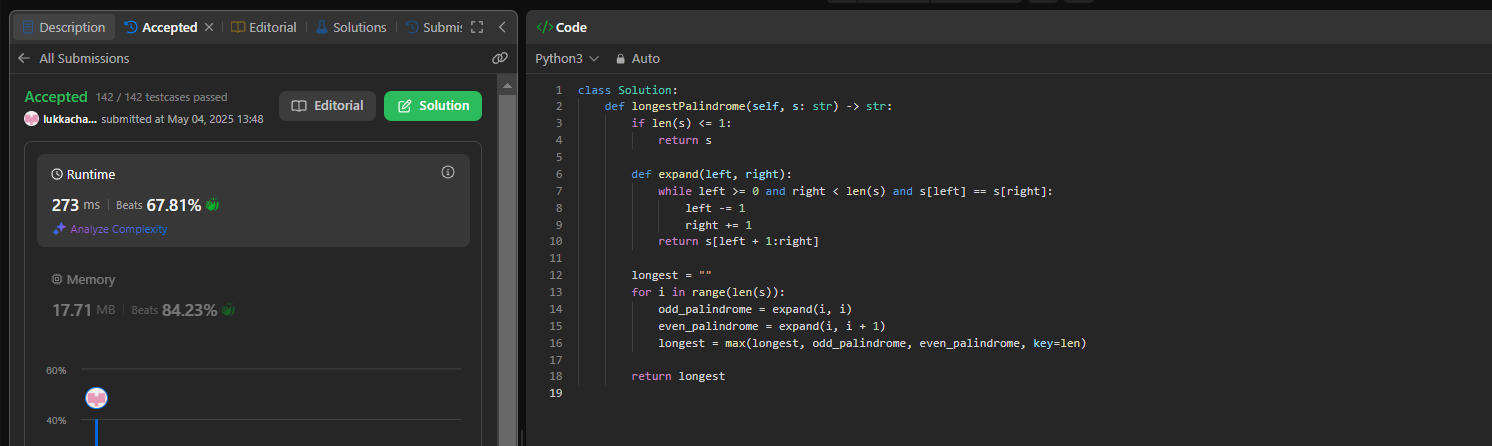 Description
Accepted
Editorial
Solutions
Submis
All Submissions
Accepted 142 / 142 testcases passed
lukkacha... submitted at May 04, 2025 13:48
Editorial
Solution
Runtime
273 ms Beats 67.81%
Analyze Complexity
Memory
17.71 MB Beats 84.23%
60%
40%
</> Code
Python3
Auto
1 class Solution:
2     def longestPalindrome(self, s: str) -> str:
3         if len(s) <= 1:
4             return s
5
6         def expand(left, right):
7             while left >= 0 and right < len(s) and s[left] == s[right]:
8                 left -= 1
9                 right += 1
10             return s[left + 1:right]
11
12         longest = ""
13         for i in range(len(s)):
14             odd_palindrome = expand(i, i)
15             even_palindrome = expand(i, i + 1)
16             longest = max(longest, odd_palindrome, even_palindrome, key=len)
17
18         return longest
19